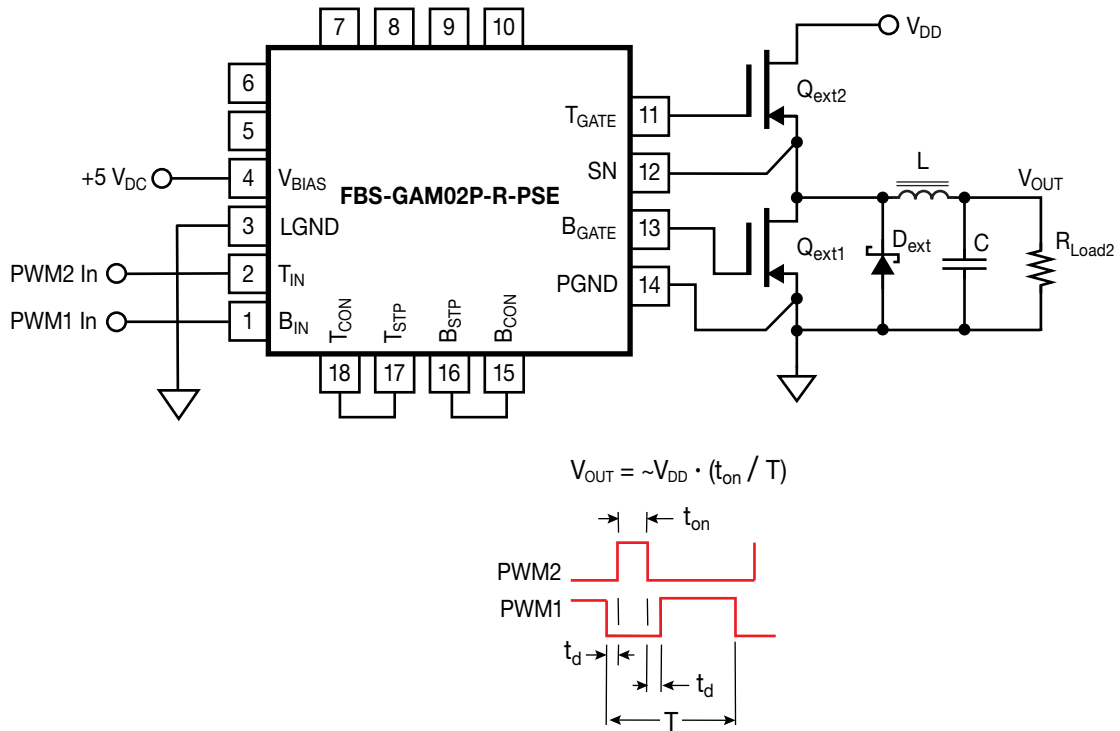 7 8 9 10
V_DD
6
Q_ext2
T_GATE 11
5
SN 12
L
+5 V_DC 4 V_BIAS
FBS-GAM02P-R-PSE
V_OUT
3 LGND
B_GATE 13
Q_ext1 D_ext C R_Load2
PWM2 In 2 T_IN
PGND 14
PWM1 In 1 B_IN
T_CON T_STP B_STP B_CON
18 17 16 15
V_OUT = ~V_DD · (t_on / T)
t_on
PWM2
PWM1
t_d
t_d
T